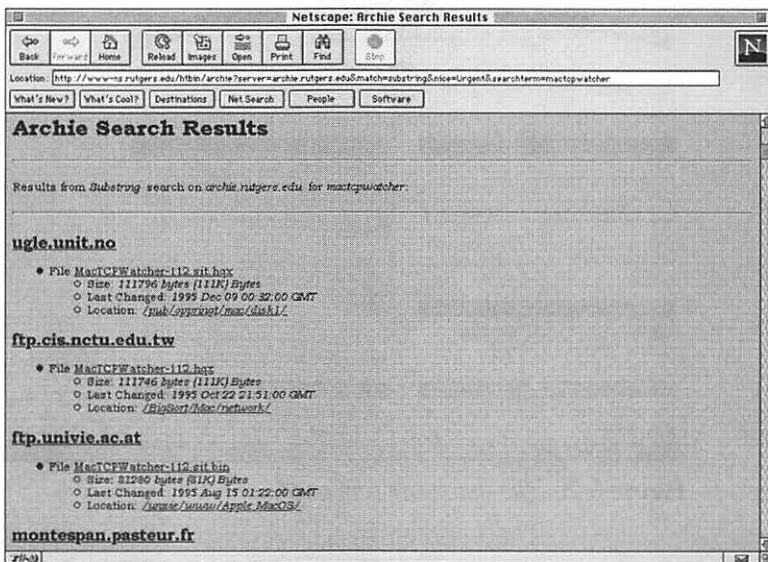 Netscape: Archie Search Results
Back Forward Home Reload Images Open Print Find Stop
N
Location: http://www-ns.rutgers.edu/htbin/archie?server=archie.rutgers.edu&match=substring&nice=Urgent&searchterm=mactcpwatcher
What's New? What's Cool? Destinations Net Search People Software
Archie Search Results
Results from Substring search on archie.rutgers.edu for mactcpwatcher:
ugle.unit.no
File MacTCPWatcher-112.sit.hqx
Size: 111796 bytes (111K) Bytes
Last Changed: 1995 Dec 09 00:32:00 GMT
Location: /pub/oppringt/mac/disk1/
ftp.cis.nctu.edu.tw
File MacTCPWatcher-112.hqx
Size: 111746 bytes (111K) Bytes
Last Changed: 1995 Oct 22 21:51:00 GMT
Location: /BigSort/Mac/network/
ftp.univie.ac.at
File MacTCPWatcher-112.sit.bin
Size: 81280 bytes (81K) Bytes
Last Changed: 1995 Aug 15 01:22:00 GMT
Location: /unvie/www/Apple_MacOS/
montespan.pasteur.fr